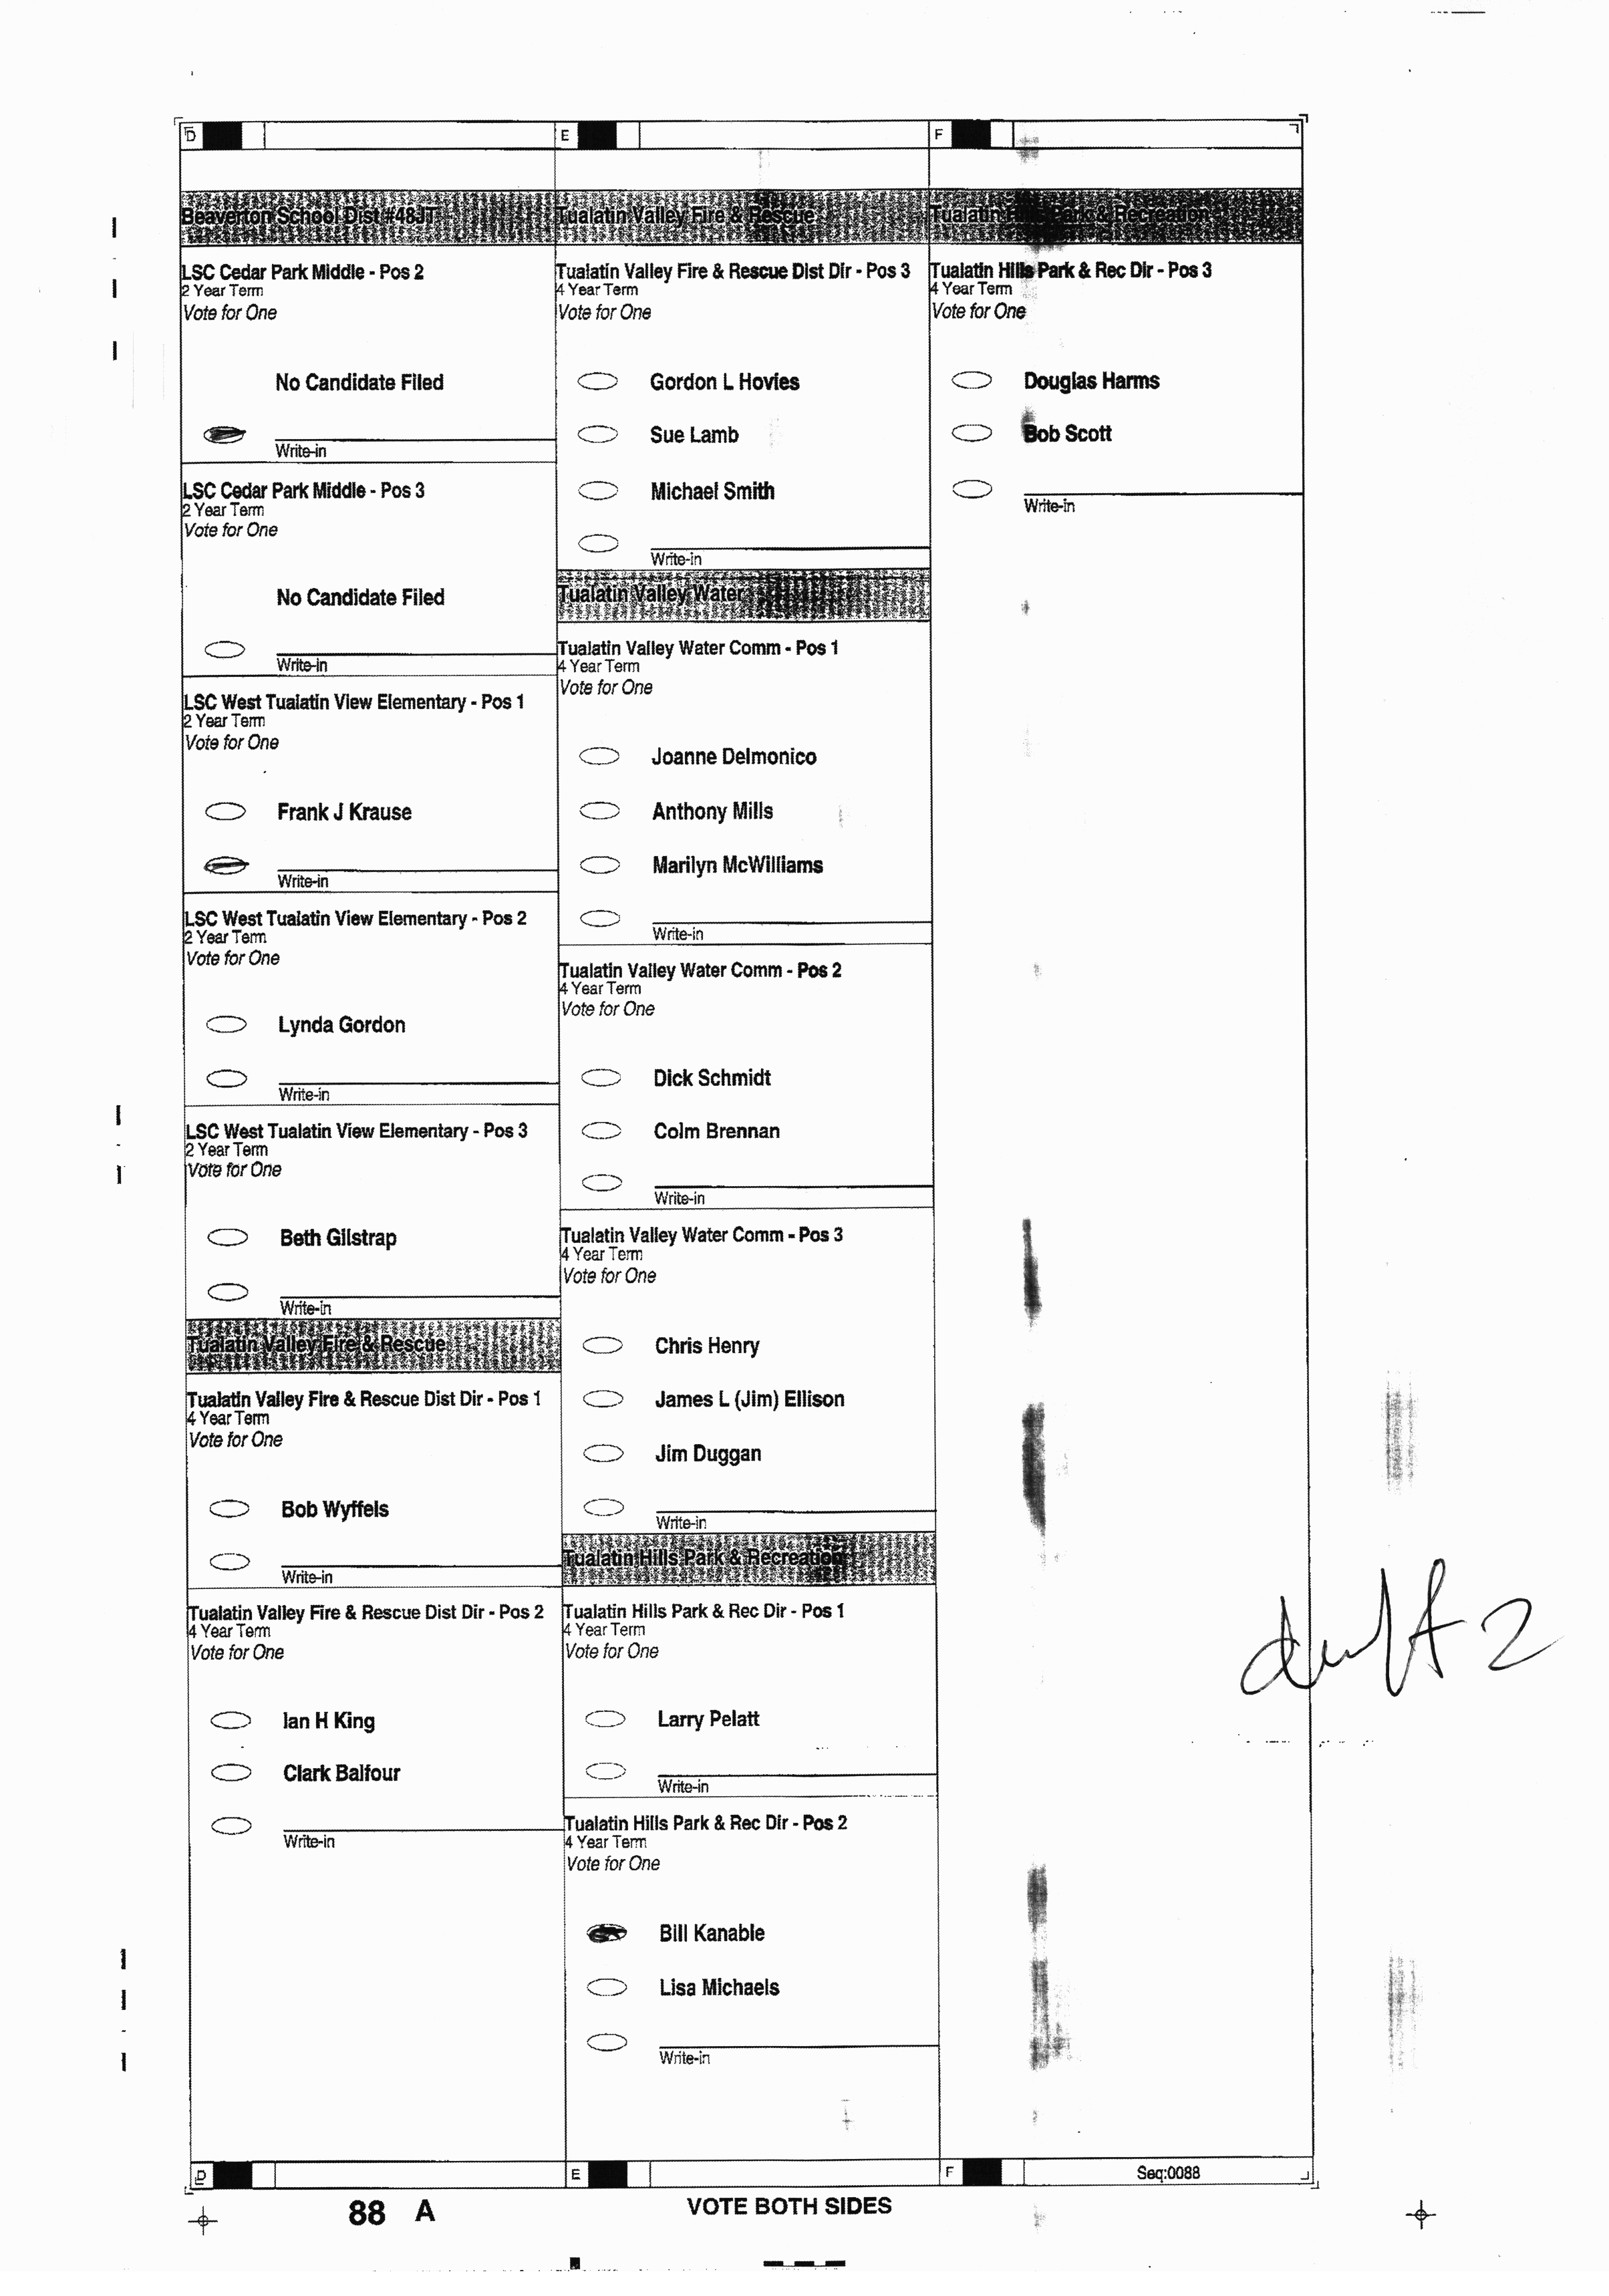 D
Beaverton School Dist #48JT
LSC Cedar Park Middle - Pos 2
2 Year Term
Vote for One
No Candidate Filed
Write-in
LSC Cedar Park Middle - Pos 3
2 Year Term
Vote for One
No Candidate Filed
Write-in
LSC West Tualatin View Elementary - Pos 1
2 Year Term
Vote for One
Frank J Krause
Write-in
LSC West Tualatin View Elementary - Pos 2
2 Year Term
Vote for One
Lynda Gordon
Write-in
LSC West Tualatin View Elementary - Pos 3
2 Year Term
Vote for One
Beth Gilstrap
Write-in
Tualatin Valley Fire & Rescue
Tualatin Valley Fire & Rescue Dist Dir - Pos 1
4 Year Term
Vote for One
Bob Wyffels
Write-in
Tualatin Valley Fire & Rescue Dist Dir - Pos 2
4 Year Term
Vote for One
Ian H King
Clark Balfour
Write-in
D
E
Tualatin Valley Fire & Rescue
Tualatin Valley Fire & Rescue Dist Dir - Pos 3
4 Year Term
Vote for One
Gordon L Hovies
Sue Lamb
Michael Smith
Write-in
Tualatin Valley Water
Tualatin Valley Water Comm - Pos 1
4 Year Term
Vote for One
Joanne Delmonico
Anthony Mills
Marilyn McWilliams
Write-in
Tualatin Valley Water Comm - Pos 2
4 Year Term
Vote for One
Dick Schmidt
Colm Brennan
Write-in
Tualatin Valley Water Comm - Pos 3
4 Year Term
Vote for One
Chris Henry
James L (Jim) Ellison
Jim Duggan
Write-in
Tualatin Hills Park & Recreation
Tualatin Hills Park & Rec Dir - Pos 1
4 Year Term
Vote for One
Larry Pelatt
Write-in
Tualatin Hills Park & Rec Dir - Pos 2
4 Year Term
Vote for One
Bill Kanable
Lisa Michaels
Write-in
E
F
Tualatin Hills Park & Recreation
Tualatin Hills Park & Rec Dir - Pos 3
4 Year Term
Vote for One
Douglas Harms
Bob Scott
Write-in
draft 2
F
Seq:0088
88 A
VOTE BOTH SIDES